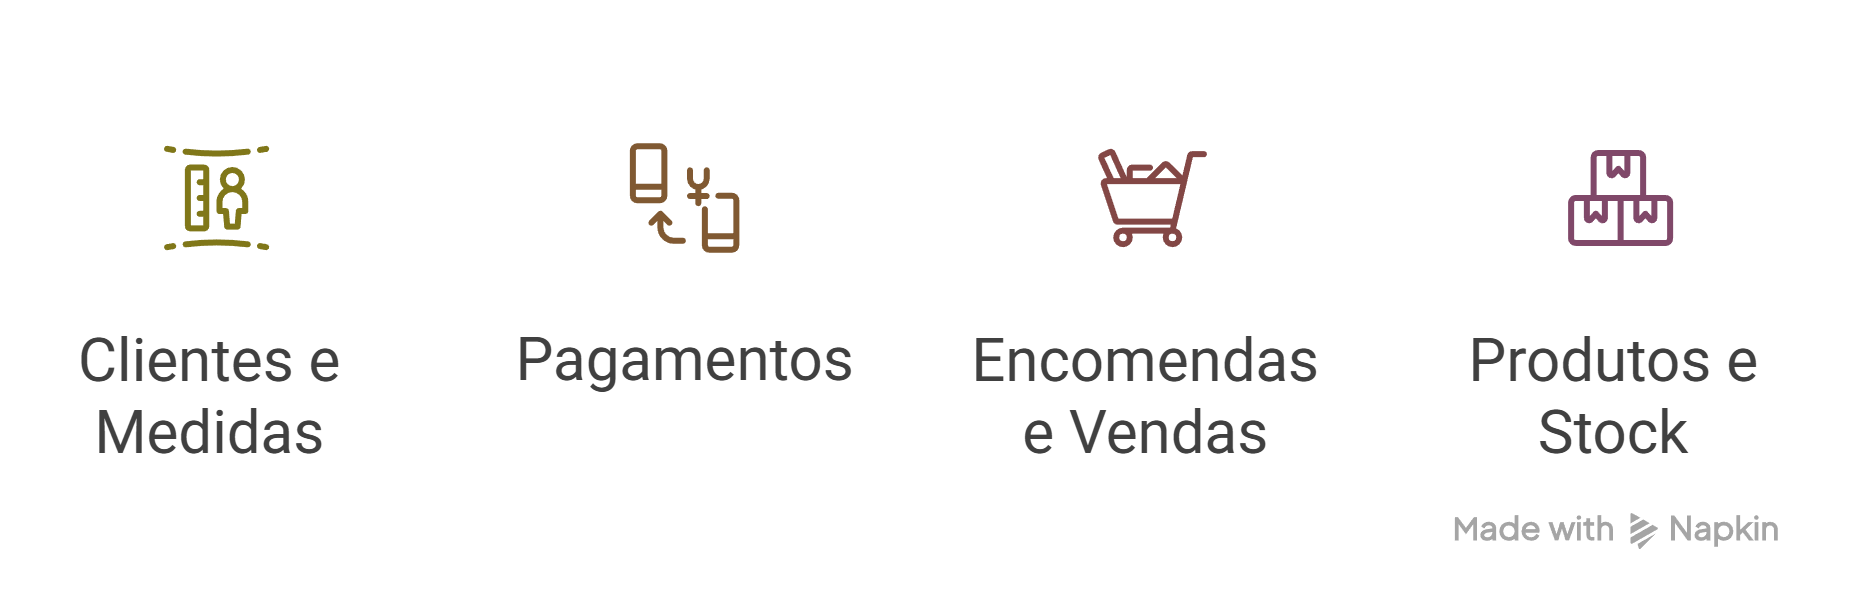 Clientes e
Medidas
Pagamentos
Encomendas
e Vendas
Produtos e
Stock
Made with Napkin